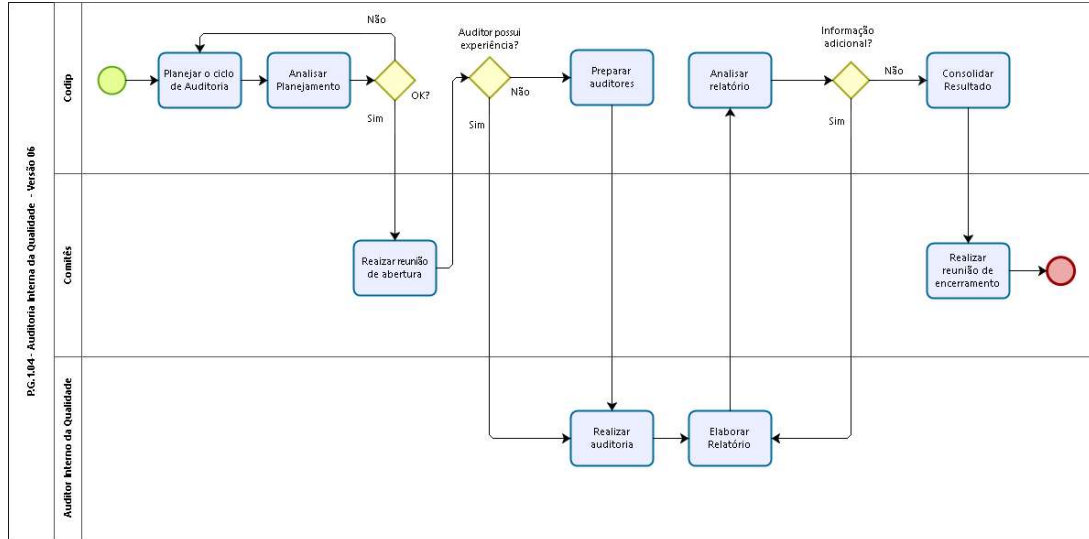 P.G.1.04 - Auditoria Interna da Qualidade - Versão 06
Codip
Planejar o ciclo
de Auditoria
Analisar
Planejamento
Não
OK?
Sim
Auditor possui
experiência?
Não
Sim
Preparar
auditores
Analisar
relatório
Informação
adicional?
Não
Sim
Consolidar
Resultado
Comitês
Reaizar reunião
de abertura
Realizar
reunião de
encerramento
Auditor Interno da Qualidade
Realizar
auditoria
Elaborar
Relatório